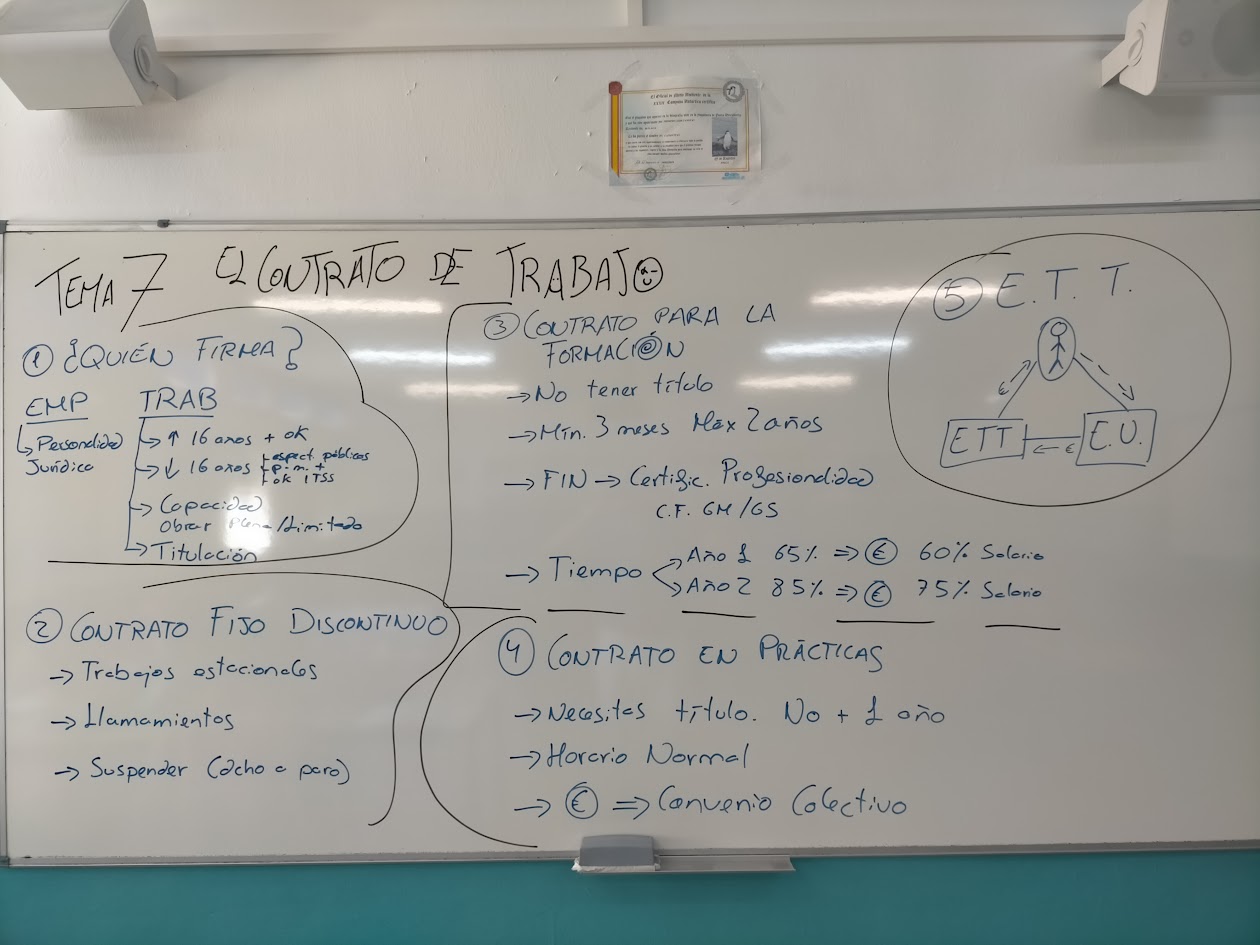 TEMA 7 EL CONTRATO DE TRABAJO
① ¿QUIÉN FIRMA?
EMP
↳ Personalidad
Jurídica
TRAB
→ ↑ 16 años + ok
→ ↓ 16 años
espect. públicos
p.m. +
ok ITSS
→ Capacidad
Obrar Plena/Limitada
→ Titulación
② CONTRATO FIJO DISCONTINUO
→ Trabajos estacionales
→ Llamamientos
→ Suspender (dcho a paro)
③ CONTRATO PARA LA
FORMACIÓN
→ No tener título
→ Mín. 3 meses Máx 2 años
→ FIN → Certific. Profesionalidad
C.F. GM/GS
→ Tiempo
Año 1 65% => € 60% Salario
Año 2 85% => € 75% Salario
④ CONTRATO EN PRÁCTICAS
→ Necesitas título. No + 1 año
→ Horario Normal
→ € => Convenio Colectivo
⑤ E.T.T.
€
ETT
€
E.U.